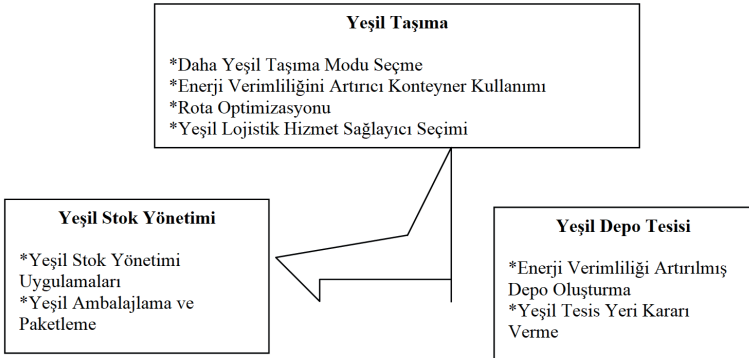 Yeşil Taşıma
*Daha Yeşil Taşıma Modu Seçme
*Enerji Verimliliğini Artırıcı Konteyner Kullanımı
*Rota Optimizasyonu
*Yeşil Lojistik Hizmet Sağlayıcı Seçimi
Yeşil Stok Yönetimi
*Yeşil Stok Yönetimi
Uygulamaları
*Yeşil Ambalajlama ve
Paketleme
Yeşil Depo Tesisi
*Enerji Verimliliği Artırılmış
Depo Oluşturma
*Yeşil Tesis Yeri Kararı
Verme